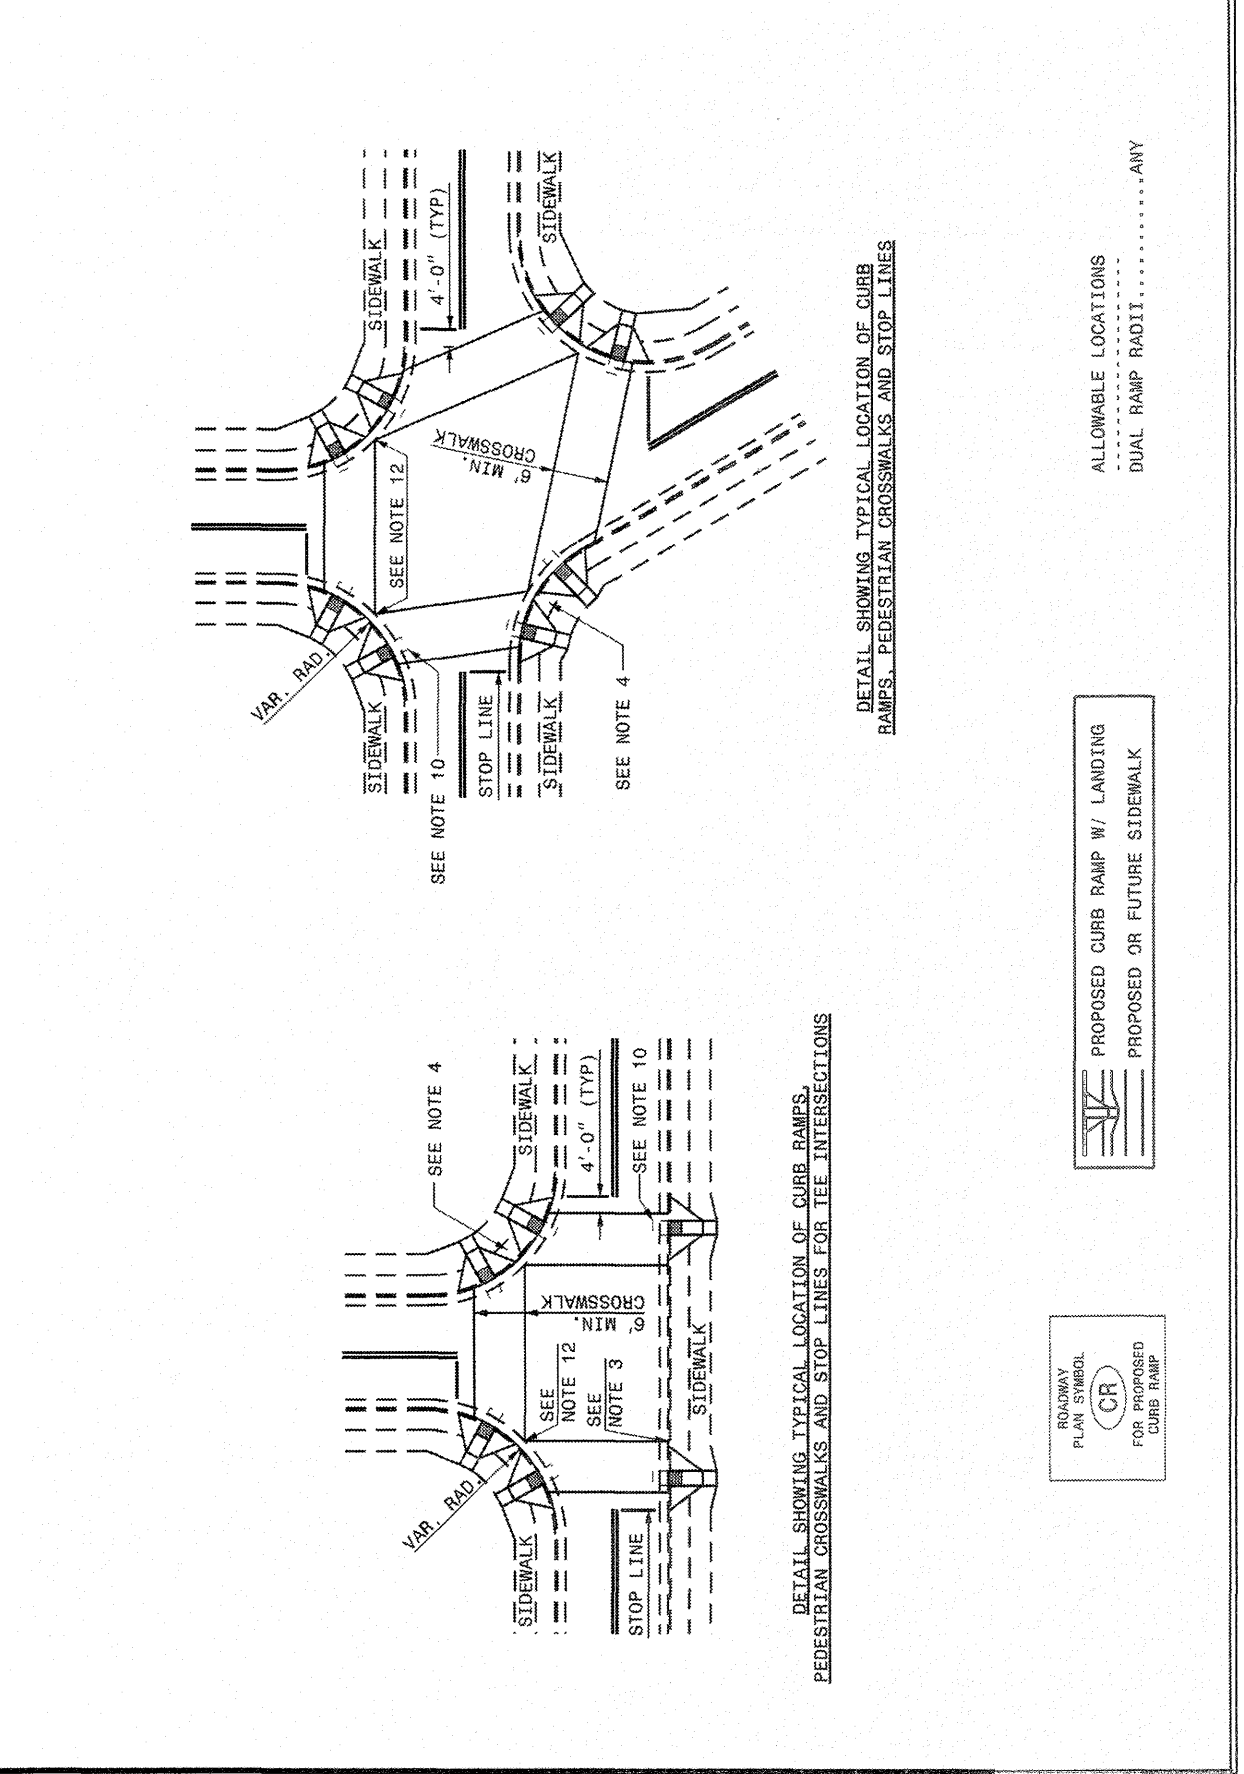 SEE NOTE 4
SIDEWALK
4'-0" (TYP)
SEE NOTE 10
6' MIN.
CROSSWALK
SEE
NOTE 12
SEE
NOTE 3
SIDEWALK
VAR. RAD.
SIDEWALK
STOP LINE
DETAIL SHOWING TYPICAL LOCATION OF CURB RAMPS,
PEDESTRIAN CROSSWALKS AND STOP LINES FOR TEE INTERSECTIONS
SIDEWALK
4'-0" (TYP)
SIDEWALK
6' MIN.
CROSSWALK
SEE NOTE 12
VAR. RAD.
SIDEWALK
SEE NOTE 10
STOP LINE
SIDEWALK
SEE NOTE 4
DETAIL SHOWING TYPICAL LOCATION OF CURB
RAMPS, PEDESTRIAN CROSSWALKS AND STOP LINES
ROADWAY
PLAN SYMBOL
CR
FOR PROPOSED
CURB RAMP
PROPOSED CURB RAMP W/ LANDING
PROPOSED OR FUTURE SIDEWALK
ALLOWABLE LOCATIONS
--------------------
DUAL RAMP RADII...........ANY